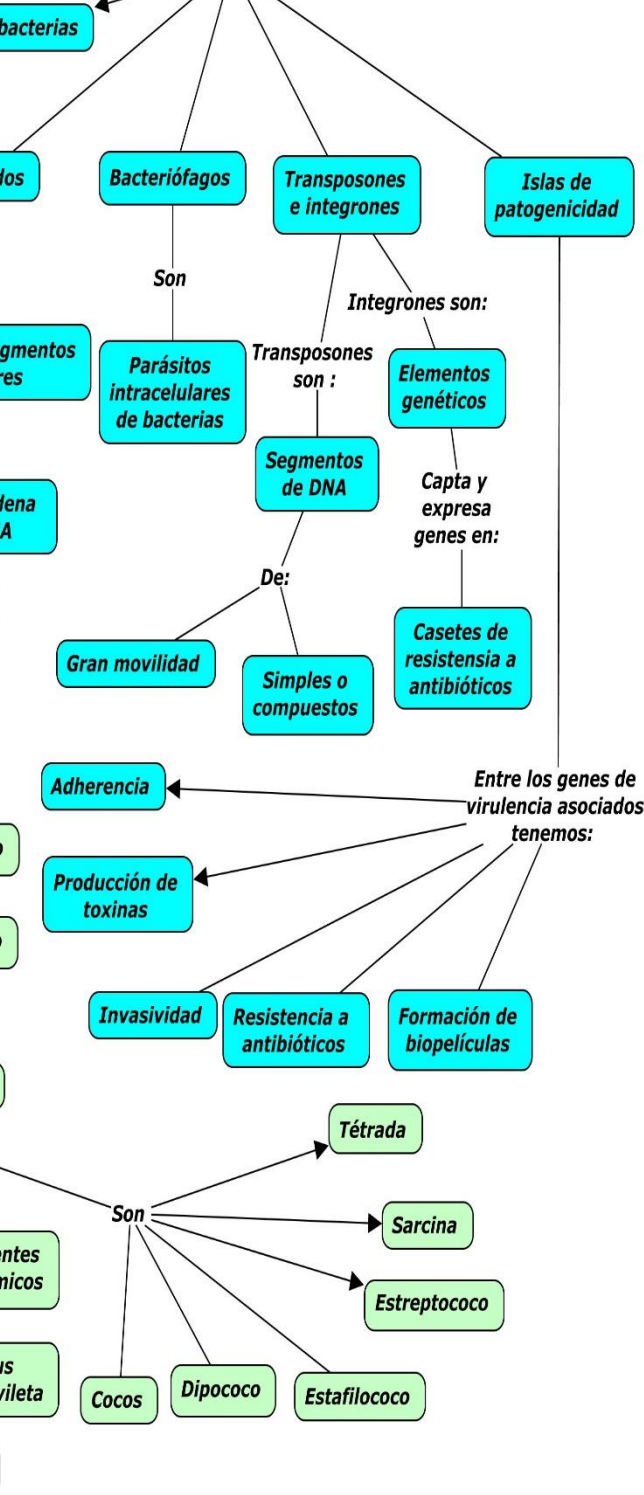 bacterias
dos
Bacteriófagos
Transposones
e integrones
Islas de
patogenicidad
Son
Integrones son:
gmentos
res
Parásitos
intracelulares
de bacterias
Transposones
son :
Elementos
genéticos
Segmentos
de DNA
Capta y
expresa
genes en:
dena
A
De:
Gran movilidad
Simples o
compuestos
Casetes de
resistensia a
antibióticos
Entre los genes de
virulencia asociados
tenemos:
Adherencia
Producción de
toxinas
Invasividad
Resistencia a
antibióticos
Formación de
biopelículas
Tétrada
Son
Sarcina
Estreptococo
entes
micos
us
vileta
Cocos
Dipococo
Estafilococo